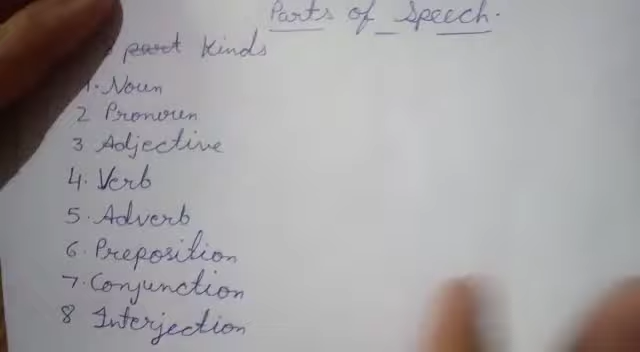 Parts of Speech.
part Kinds
1. Noun
2 Pronoun
3 Adjective
4. Verb
5. Adverb
6. Preposition
7. Conjunction
8 Interjection